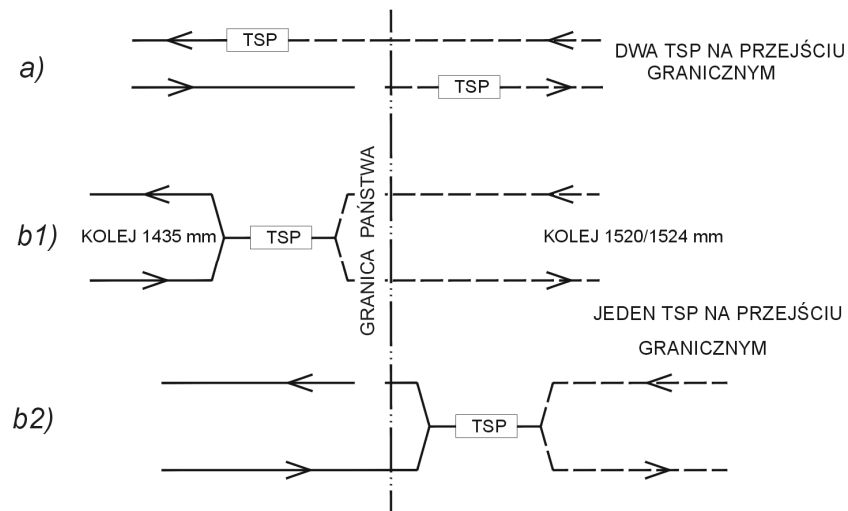 TSP
a)
DWA TSP NA PRZEJŚCIU
GRANICZNYM
TSP
GRANICA PAŃSTWA
b1)
KOLEJ 1435 mm
TSP
KOLEJ 1520/1524 mm
JEDEN TSP NA PRZEJŚCIU
GRANICZNYM
b2)
TSP